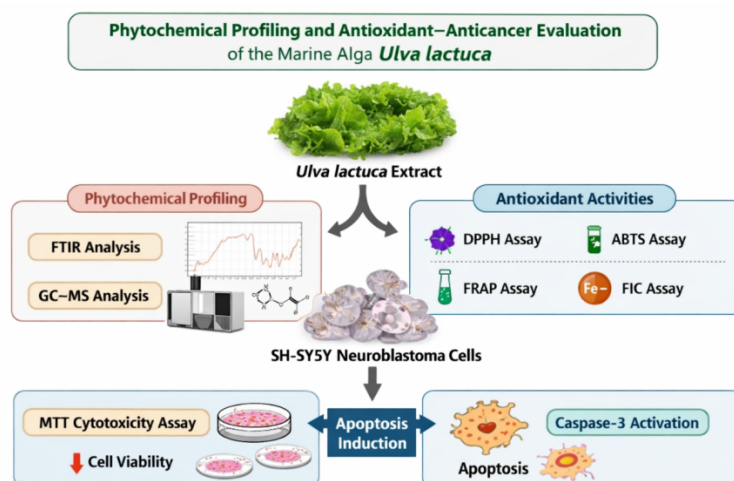 Phytochemical Profiling and Antioxidant–Anticancer Evaluation
of the Marine Alga Ulva lactuca
Ulva lactuca Extract
Phytochemical Profiling
FTIR Analysis
GC–MS Analysis
Antioxidant Activities
DPPH Assay
ABTS Assay
FRAP Assay
Fe–
FIC Assay
SH-SY5Y Neuroblastoma Cells
MTT Cytotoxicity Assay
Cell Viability
Apoptosis
Induction
Caspase-3 Activation
Apoptosis